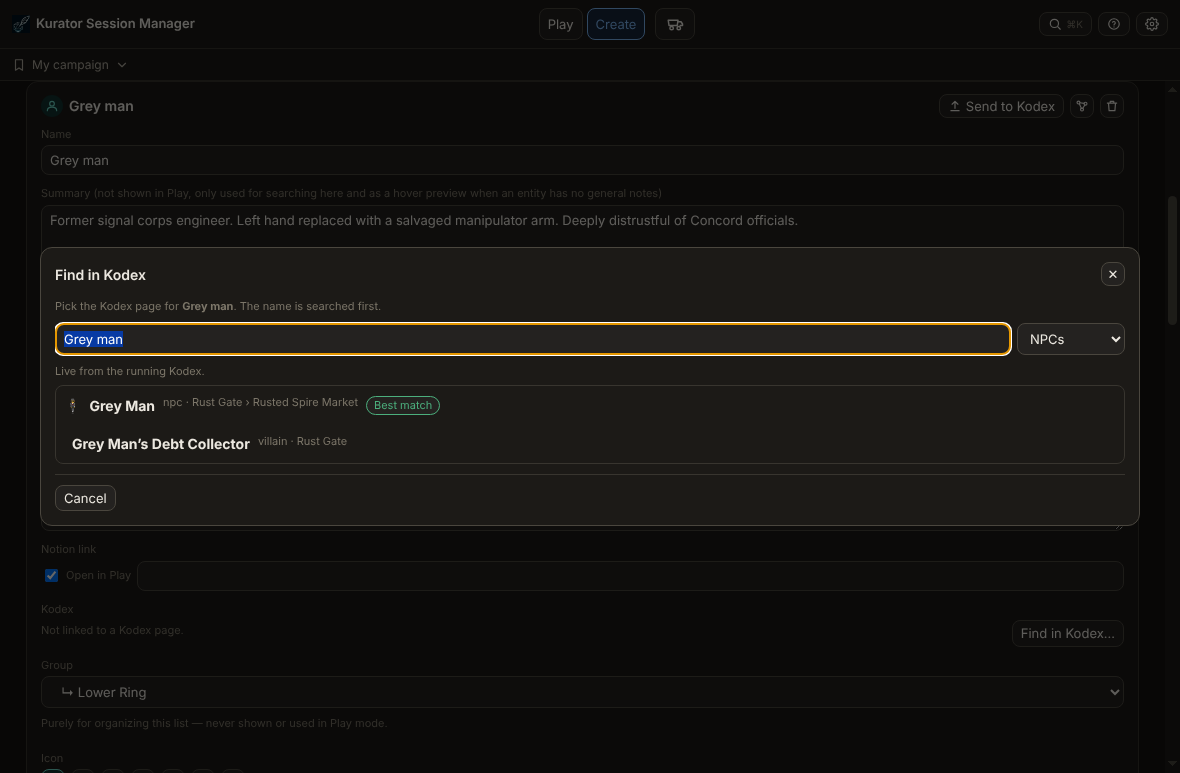 Kurator Session Manager
Play
Create
⌘K
My campaign
Grey man
Send to Kodex
Name
Grey man
Summary (not shown in Play, only used for searching here and as a hover preview when an entity has no general notes)
Former signal corps engineer. Left hand replaced with a salvaged manipulator arm. Deeply distrustful of Concord officials.
Find in Kodex
Pick the Kodex page for Grey man. The name is searched first.
Grey man
NPCs
Live from the running Kodex.
Grey Man npc · Rust Gate › Rusted Spire Market Best match
Grey Man’s Debt Collector villain · Rust Gate
Cancel
Notion link
Open in Play
Kodex
Not linked to a Kodex page.
Find in Kodex...
Group
↳ Lower Ring
Purely for organizing this list — never shown or used in Play mode.
Icon